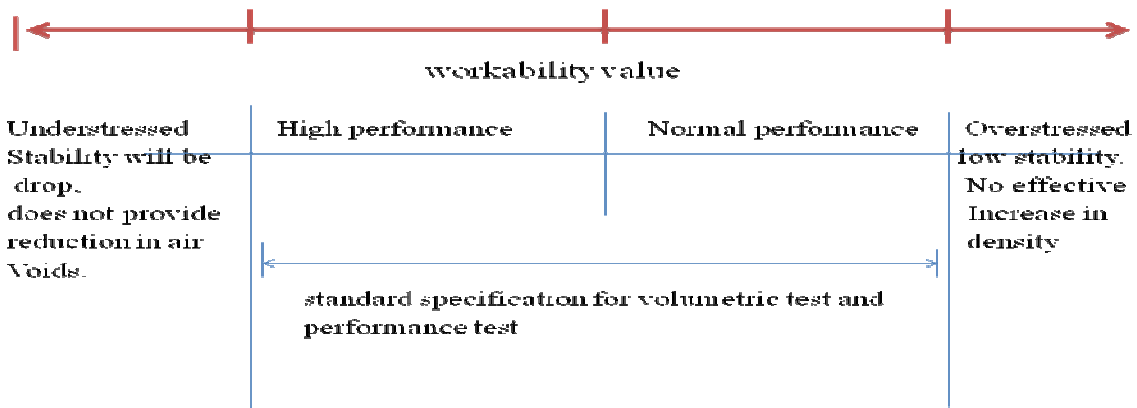 workability value
Understressed
Stability will be
drop.
does not provide
reduction in air
Voids.
High performance
Normal performance
Overstressed
low stability.
No effective
Increase in
density
standard specification for volumetric test and
performance test